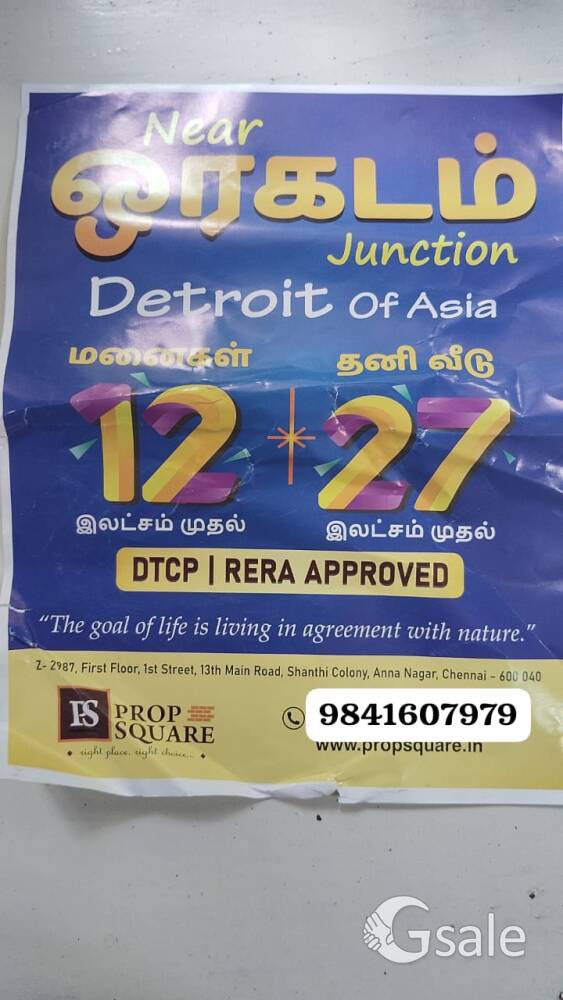 Near
ஓரகடம்
Junction
Detroit Of Asia
மனைகள் தனி வீடு
12 27
இலட்சம் முதல் இலட்சம் முதல்
DTCP | RERA APPROVED
“The goal of life is living in agreement with nature.”
Z- 2987, First Floor, 1st Street, 13th Main Road, Shanthi Colony, Anna Nagar, Chennai - 600 040
PS PROP SQUARE
right place. right choice...
9841607979
www.propsquare.in
Gsale